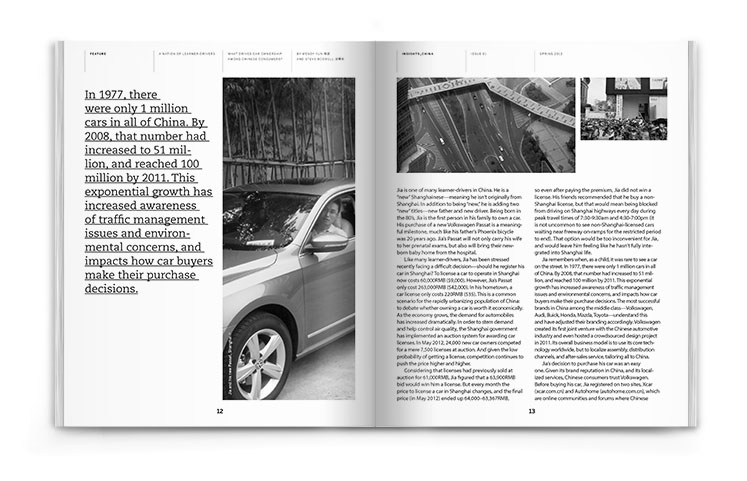 FEATURE
A NATION OF LEARNER-DRIVERS
WHAT DRIVES CAR OWNERSHIP
AMONG CHINESE CONSUMERS?
INSIGHTS_CHINA
ISSUE 01
SPRING 2013
In 1977, there
were only 1 million
cars in all of China. By
2008, that number had
increased to 51 mil-
lion, and reached 100
million by 2011. This
exponential growth has
increased awareness
of traffic management
issues and environ-
mental concerns, and
impacts how car buyers
make their purchase
decisions.
Jia and his new Passat, Shanghai
12
Jia is one of many learner-drivers in China. He is a
"new" Shanghainese—meaning he isn't originally from
Shanghai. In addition to being "new," he is adding two
"new" titles—new father and new driver. Being born in
the 80's, Jia is the first person in his family to own a car.
His purchase of a new Volkswagen Passat is a meaning-
ful milestone, much like his father's Phoenix bicycle
was 20 years ago. Jia's Passat will not only carry his wife
to her prenatal exams, but also will bring their new-
born baby home from the hospital.
Like many learner-drivers, Jia has been stressed
recently facing a difficult decision—should he register his
car in Shanghai? To license a car to operate in Shanghai
now costs 60,000RMB ($9,000). However, Jia's Passat
only cost 263,000RMB ($42,000). In his hometown, a
car license only costs 220RMB ($35). This is a common
scenario for the rapidly urbanizing population of China:
to debate whether owning a car is worth it economically.
As the economy grows, the demand for automobiles
has increased dramatically. In order to stem demand
and help control air quality, the Shanghai government
has implemented an auction system for awarding car
licenses. In May 2012, 24,000 new car owners competed
for a mere 7,500 licenses at auction. And given the low
probability of getting a license, competition continues to
push the price higher and higher.
Considering that licenses had previously sold at
auction for 61,000RMB, Jia figured that a 63,900RMB
bid would win him a license. But every month the
price to license a car in Shanghai changes, and the final
price (in May 2012) ended up 64,000–63,367RMB,
so even after paying the premium, Jia did not win a
license. His friends recommended that he buy a non-
Shanghai license, but that would mean being blocked
from driving on Shanghai highways every day during
peak travel times of 7:30-9:30am and 4:30-7:00pm (it
is not uncommon to see non-Shanghai-licensed cars
waiting near freeway on-ramps for the restricted period
to end). That option would be too inconvenient for Jia,
and would leave him feeling like he hasn't fully inte-
grated into Shanghai life.
Jia remembers when, as a child, it was rare to see a car
on the street. In 1977, there were only 1 million cars in all
of China. By 2008, that number had increased to 51 mil-
lion, and reached 100 million by 2011. This exponential
growth has increased awareness of traffic management
issues and environmental concerns, and impacts how car
buyers make their purchase decisions. The most successful
brands in China among the middle class—Volkswagen,
Audi, Buick, Honda, Mazda, Toyota—understand this
and have adjusted their branding accordingly. Volkswagen
created its first joint venture with the Chinese automotive
industry and even hosted a crowdsourced design project
in 2011. Its overall business model is to use its core tech-
nology worldwide, but to localize assembly, distribution
channels, and after-sales service, tailoring all to China.
Jia's decision to purchase his car was an easy
one. Given its brand reputation in China, and its local-
ized services, Chinese consumers trust Volkswagen.
Before buying his car, Jia registered on two sites, Xcar
(xcar.com.cn) and Autohome (autohome.com.cn), which
are online communities and forums where Chinese
13